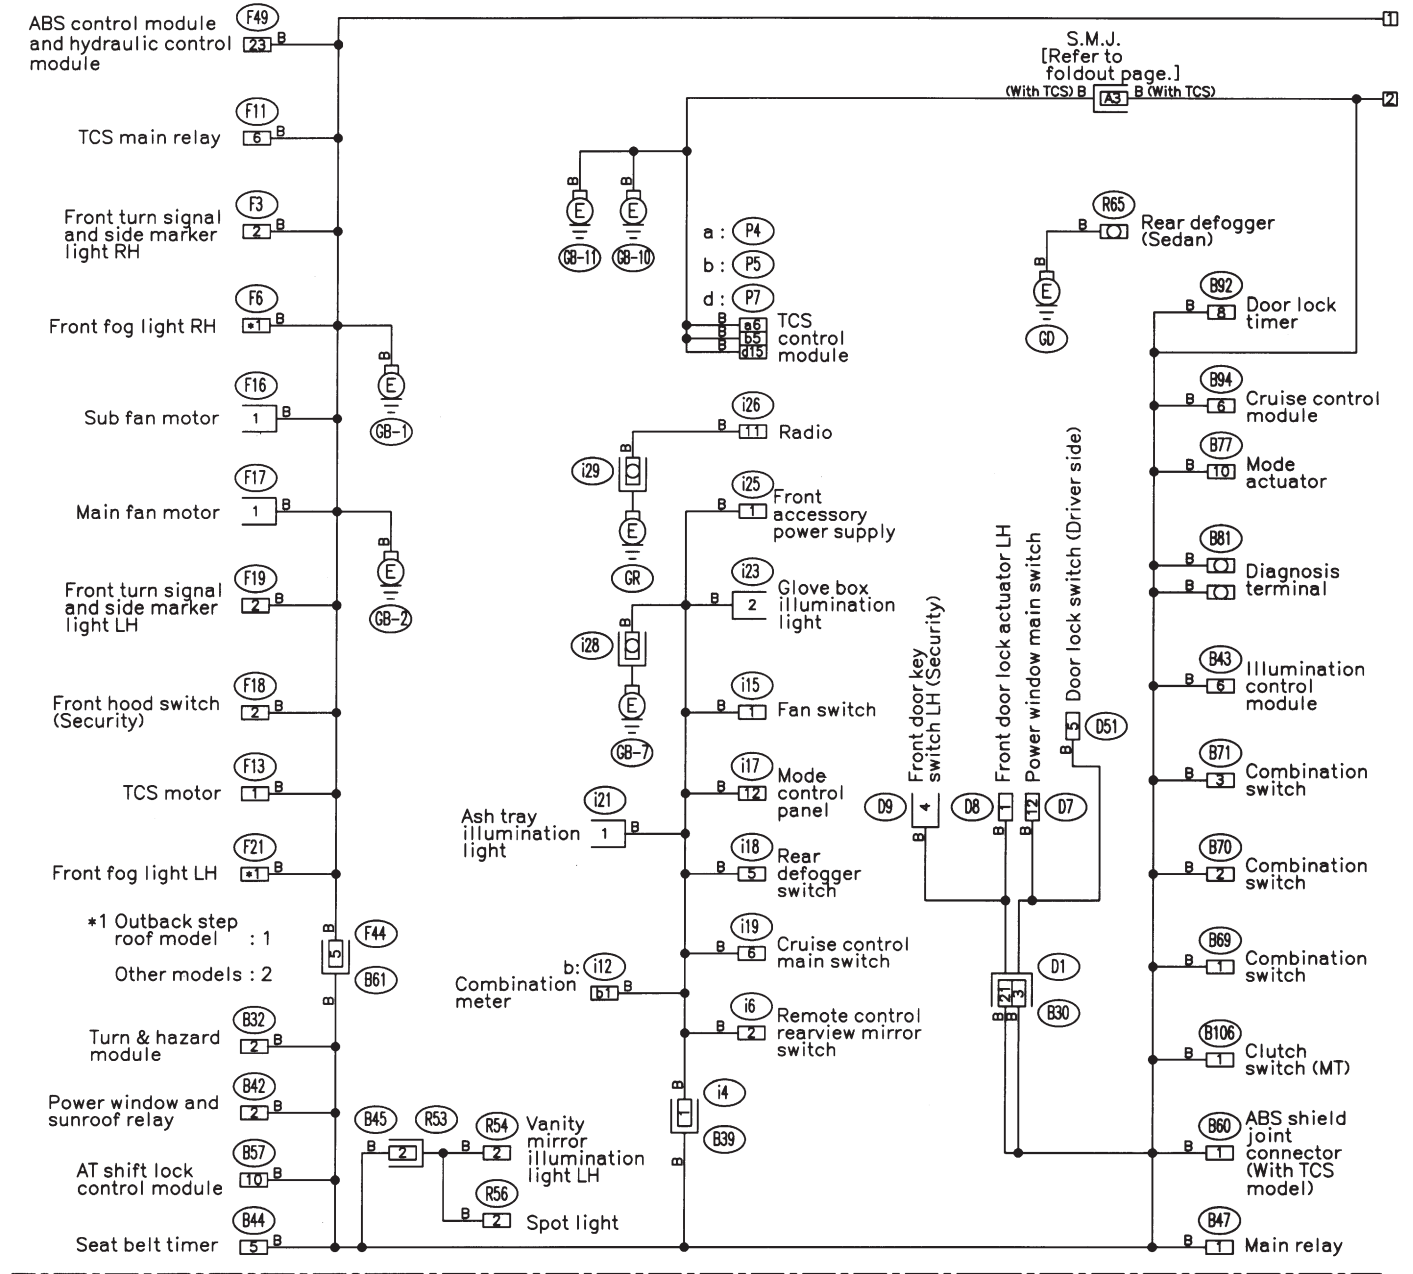 ABS control module
and hydraulic control
module
F49
23 B
1
S.M.J.
[Refer to
foldout page.]
(With TCS) B A3 B (With TCS)
2
F11
TCS main relay 6 B
F3
Front turn signal
and side marker
light RH
2 B
F6
Front fog light RH *1 B
B
E
GB-1
F16
Sub fan motor 1 B
F17
Main fan motor 1 B
B
E
GB-2
F19
Front turn signal
and side marker
light LH
2 B
F18
Front hood switch
(Security)
2 B
F13
TCS motor 1 B
F21
Front fog light LH *1 B
*1 Outback step
roof model : 1
Other models : 2
B
5
F44
B61
B
B32
Turn & hazard
module
2 B
B42
Power window and
sunroof relay
2 B
B57
AT shift lock
control module
10 B
B44
Seat belt timer 5 B
B45 R53
B 2 B
R54
2
Vanity
mirror
illumination
light LH
R56
B 2 Spot light
B B
E E
GB-11 GB-10
a : P4
b : P5
d : P7
B a6
B b5
B d15
TCS
control
module
i26
B 11 Radio
B
i29
E
GR
i25
B 1
Front
accessory
power supply
i23
B 2
Glove box
illumination
light
B
i28
E
GB-7
i15
B 1 Fan switch
i17
B 12
Mode
control
panel
i21
Ash tray
illumination
light
1 B
i18
B 5
Rear
defogger
switch
i19
B 6
Cruise control
main switch
b: i12
Combination
meter
b1 B
i6
B 2
Remote control
rearview mirror
switch
B
1
i4
B39
B
R65
B
Rear defogger
(Sedan)
B
E
GD
Front door key
switch LH (Security)
D9
4
B
Front door lock actuator LH
D8
1
B
Power window main switch
12
D7
B
Door lock switch (Driver side)
5
D51
B
21 3
D1
B30
B B
B92
B 8
Door lock
timer
B94
B 6
Cruise control
module
B77
B 10
Mode
actuator
B81
B
B
Diagnosis
terminal
B43
B 6
Illumination
control
module
B71
B 3
Combination
switch
B70
B 2
Combination
switch
B69
B 1
Combination
switch
B106
B 1
Clutch
switch (MT)
B60
B 1
ABS shield
joint
connector
(With TCS
model)
B47
B 1 Main relay